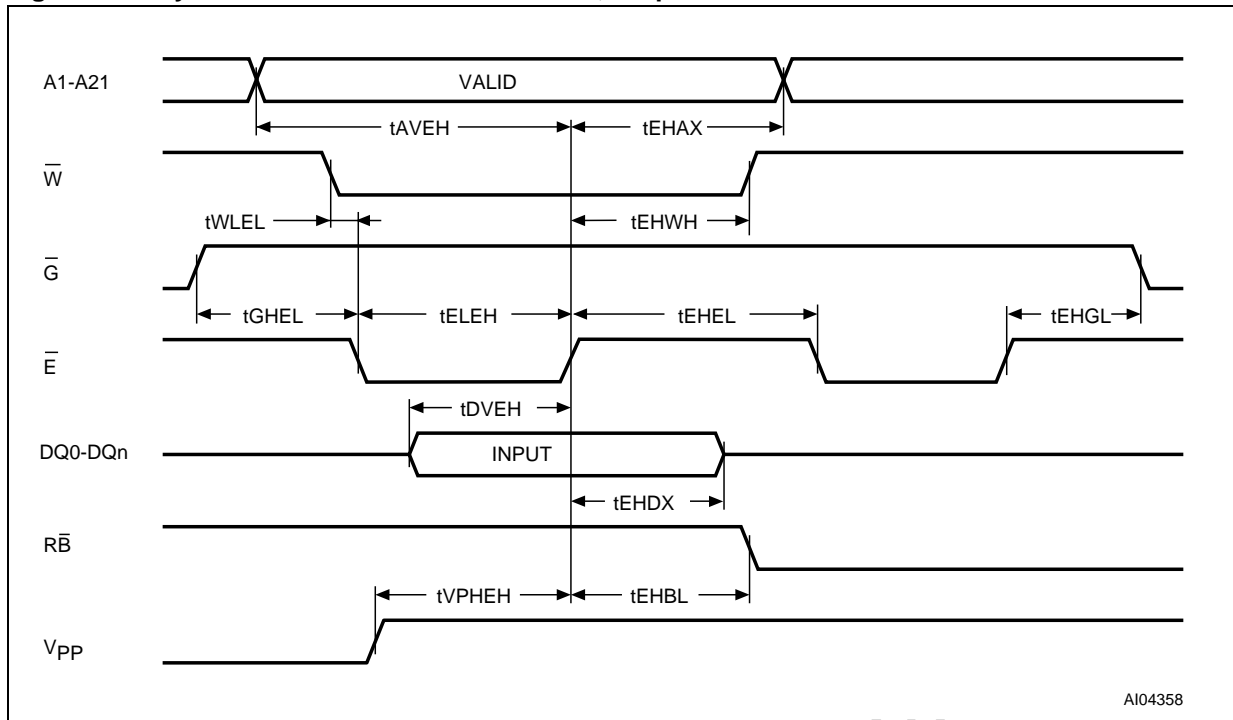 A1-A21
VALID
tAVEH
tEHAX
W̅
tWLEL
tEHWH
G̅
tGHEL
tELEH
tEHEL
tEHGL
E̅
tDVEH
DQ0-DQn
INPUT
tEHDX
RB̅
tVPHEH
tEHBL
VPP
AI04358